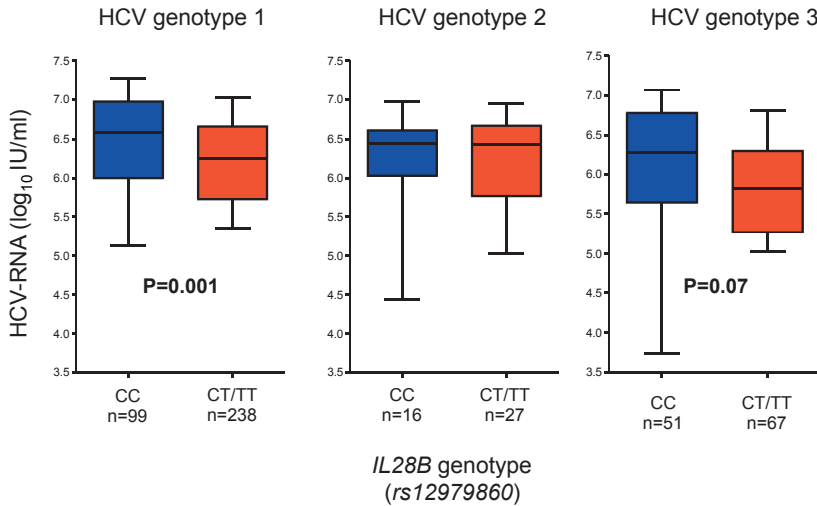 HCV genotype 1
HCV genotype 2
HCV genotype 3
HCV-RNA (log10 IU/ml)
7.5
7.0
6.5
6.0
5.5
5.0
4.5
4.0
3.5
P=0.001
CC
n=99
CT/TT
n=238
7.5
7.0
6.5
6.0
5.5
5.0
4.5
4.0
3.5
CC
n=16
CT/TT
n=27
7.5
7.0
6.5
6.0
5.5
5.0
4.5
4.0
3.5
P=0.07
CC
n=51
CT/TT
n=67
IL28B genotype
(rs12979860)